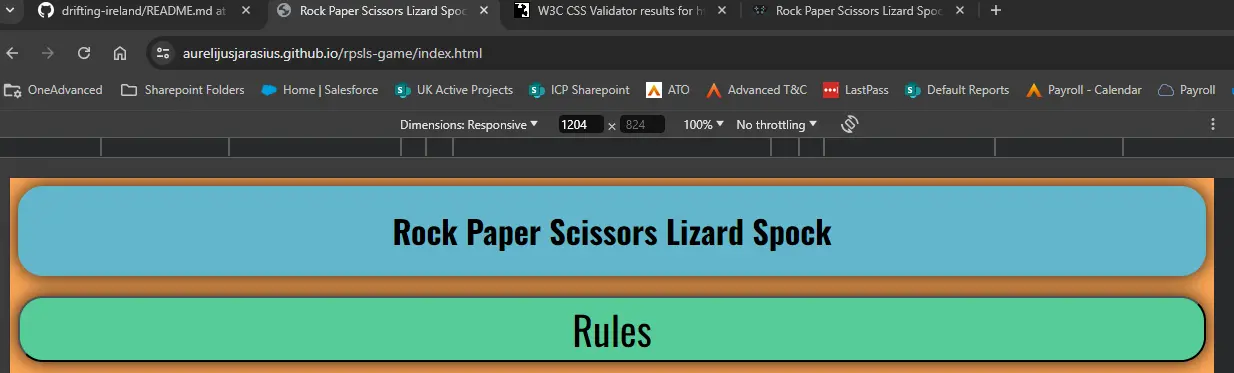 drifting-ireland/README.md at
Rock Paper Scissors Lizard Spoc
W3C CSS Validator results for h
Rock Paper Scissors Lizard Spoc
aurelijusjarasius.github.io/rpsls-game/index.html
OneAdvanced Sharepoint Folders Home | Salesforce UK Active Projects ICP Sharepoint ATO Advanced T&C LastPass Default Reports Payroll - Calendar Payroll
Dimensions: Responsive 1204 × 824 100% No throttling
Rock Paper Scissors Lizard Spock
Rules